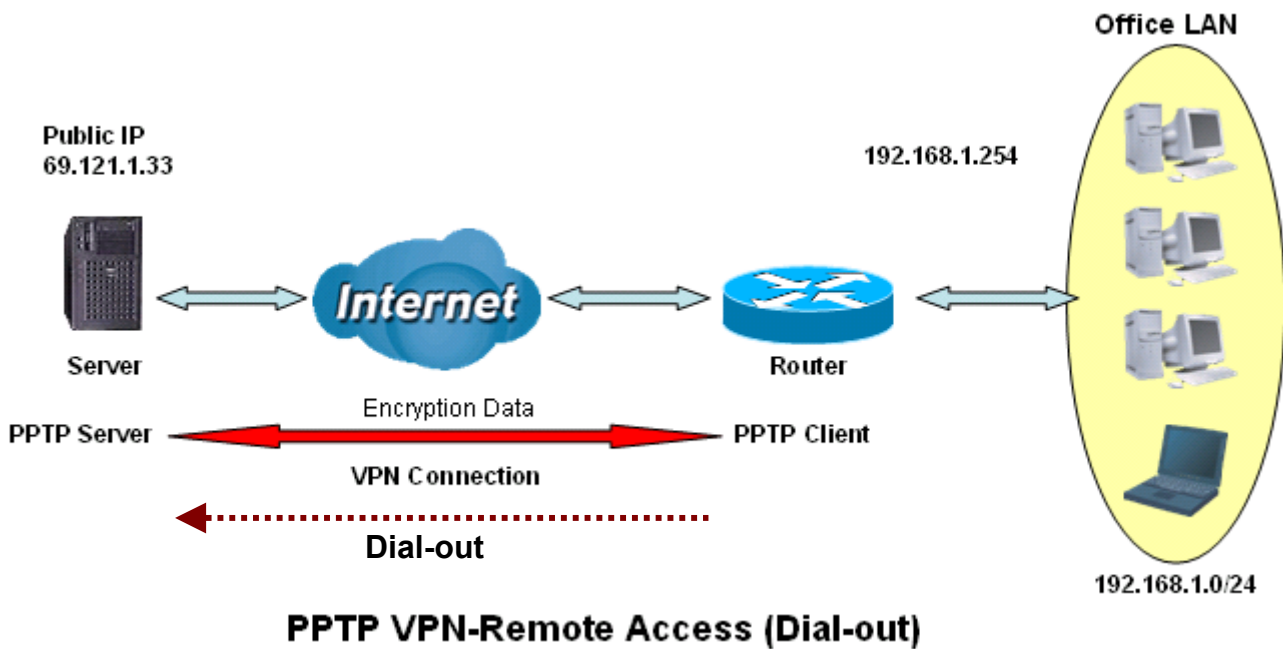 Office LAN
Public IP
69.121.1.33
192.168.1.254
Internet
Server
Router
Encryption Data
PPTP Server
PPTP Client
VPN Connection
Dial-out
192.168.1.0/24
PPTP VPN-Remote Access (Dial-out)